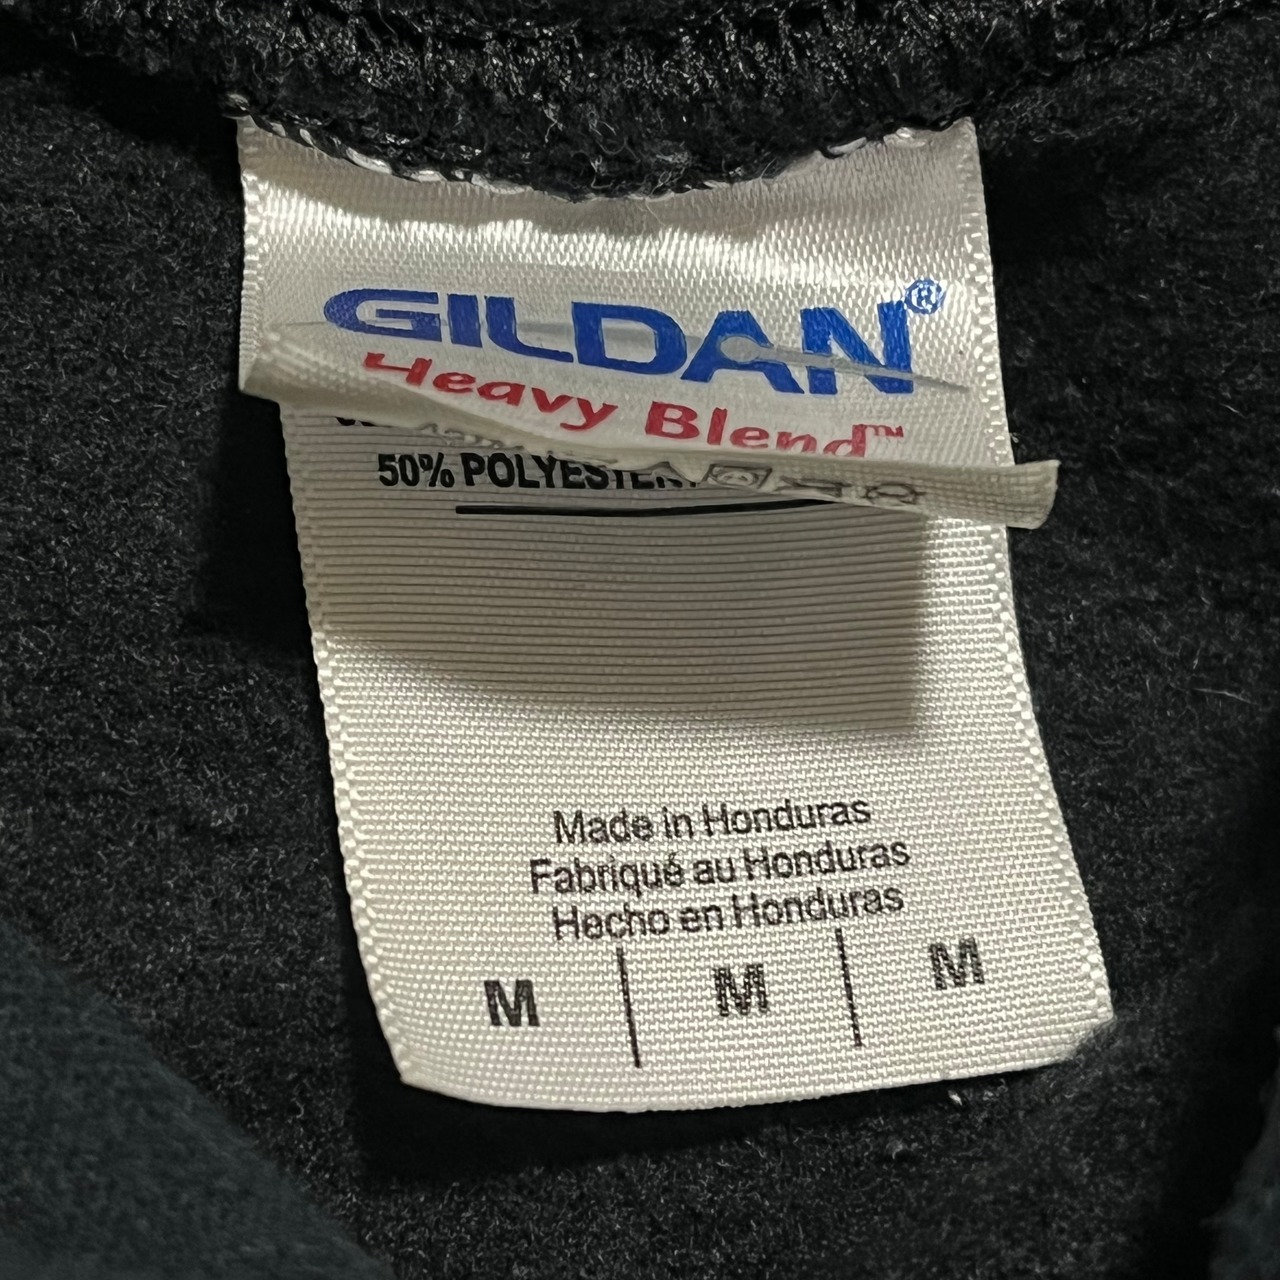 GILDAN®
Heavy Blend™
50% POLYESTER
Made in Honduras
Fabriqué au Honduras
Hecho en Honduras
M | M | M